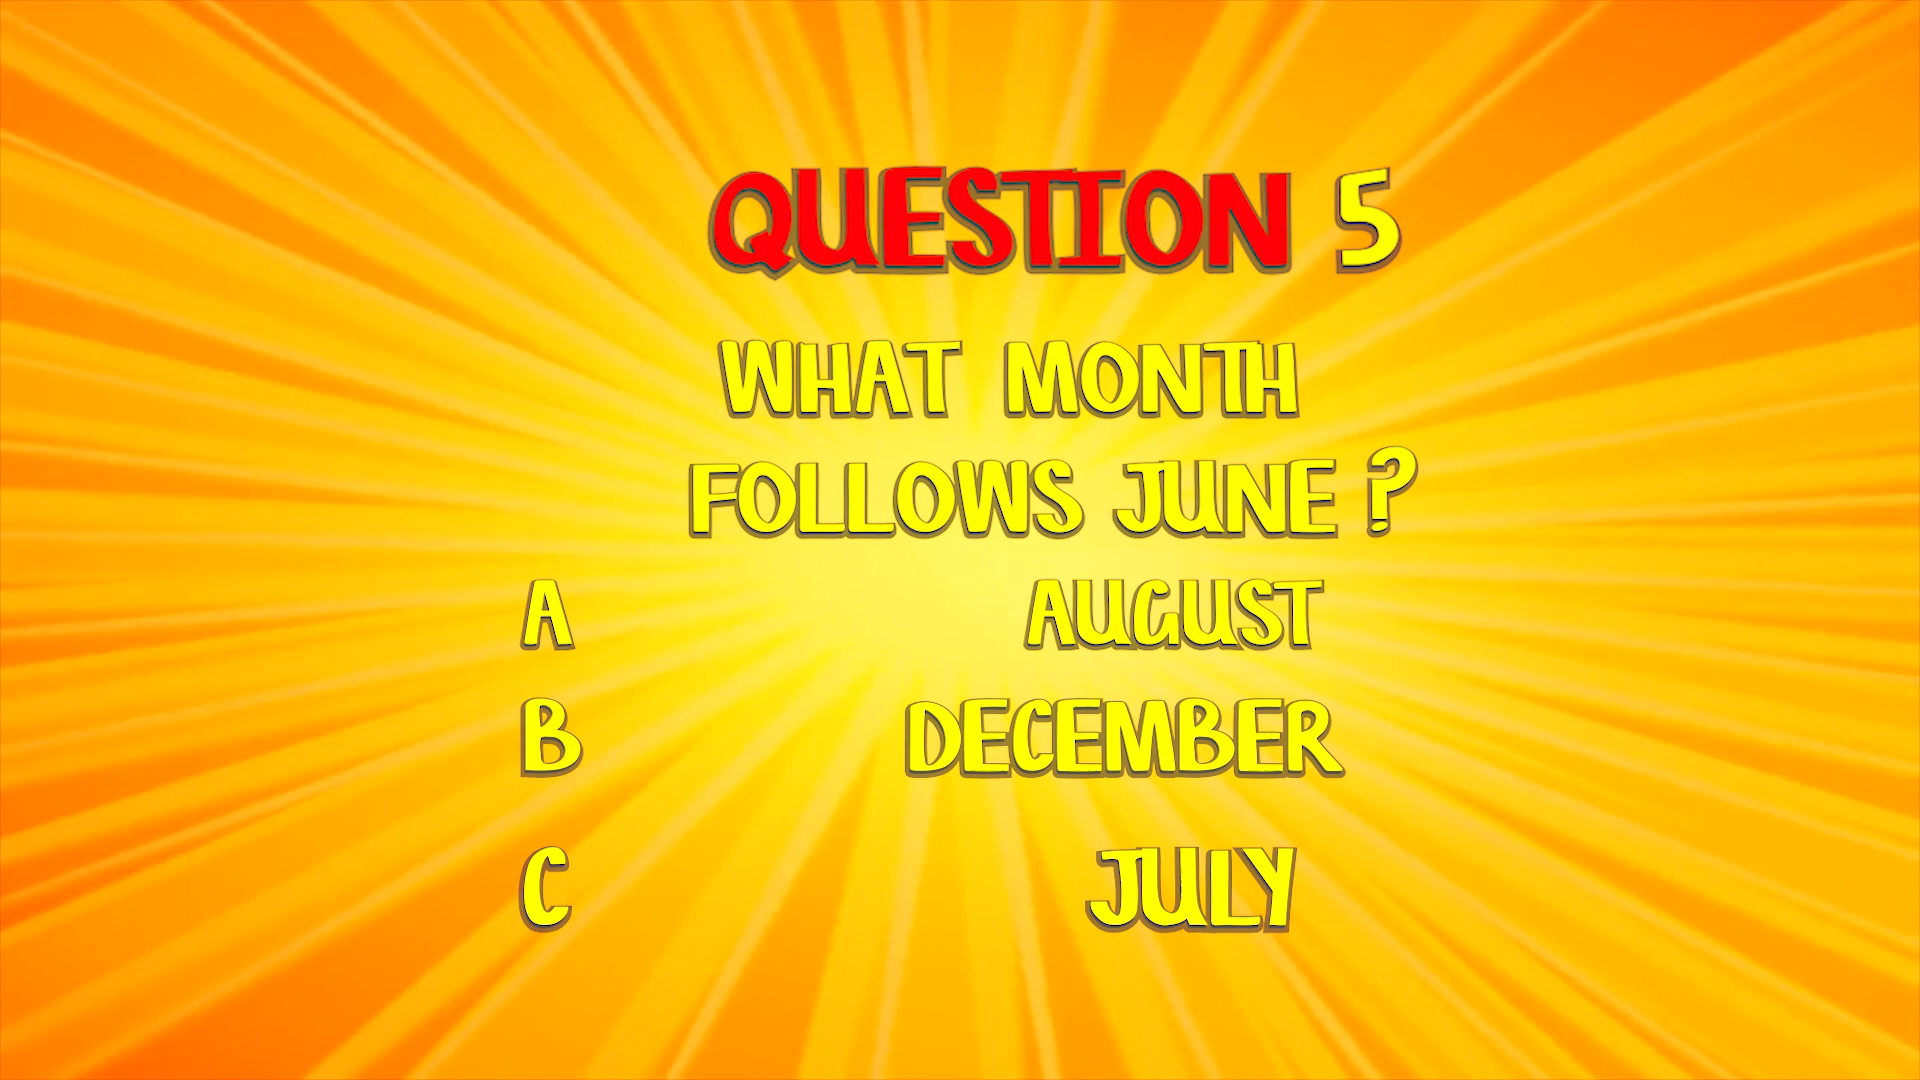 QUESTION 5
WHAT MONTH
FOLLOWS JUNE ?
A AUGUST
B DECEMBER
C JULY